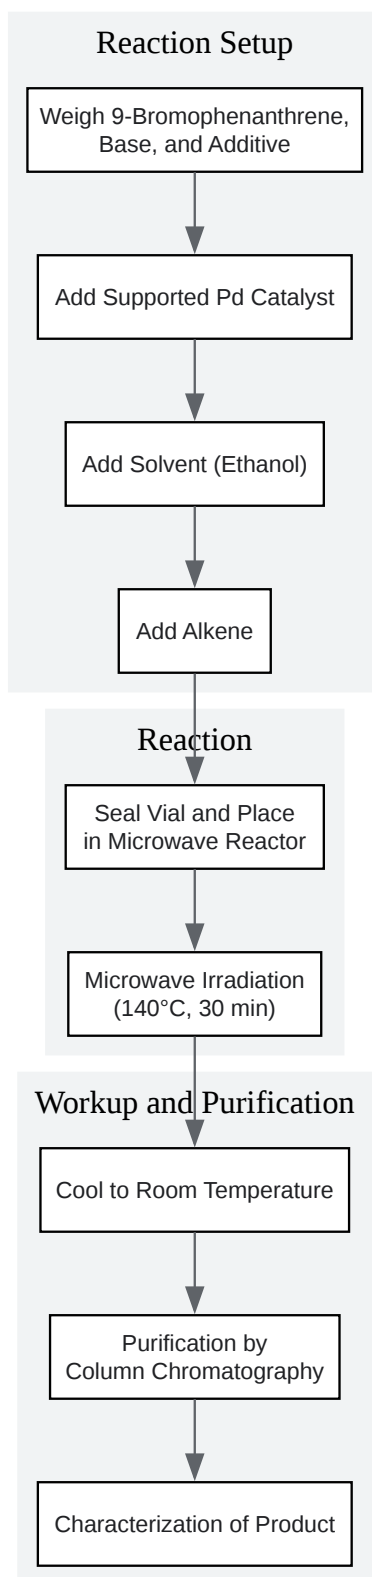 Reaction Setup
Weigh 9-Bromophenanthrene,
Base, and Additive
Add Supported Pd Catalyst
Add Solvent (Ethanol)
Add Alkene
Reaction
Seal Vial and Place
in Microwave Reactor
Microwave Irradiation
(140°C, 30 min)
Workup and Purification
Cool to Room Temperature
Purification by
Column Chromatography
Characterization of Product